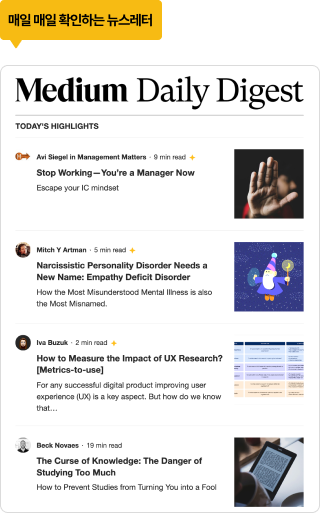 매일 매일 확인하는 뉴스레터
Medium Daily Digest
TODAY'S HIGHLIGHTS
Avi Siegel in Management Matters · 9 min read
Stop Working—You're a Manager Now
Escape your IC mindset
Mitch Y Artman · 5 min read
Narcissistic Personality Disorder Needs a
New Name: Empathy Deficit Disorder
How the Most Misunderstood Mental Illness is also
the Most Misnamed.
Iva Buzuk · 2 min read
How to Measure the Impact of UX Research?
[Metrics-to-use]
For any successful digital product improving user
experience (UX) is a key aspect. But how do we know
that…
Beck Novaes · 19 min read
The Curse of Knowledge: The Danger of
Studying Too Much
How to Prevent Studies from Turning You into a Fool